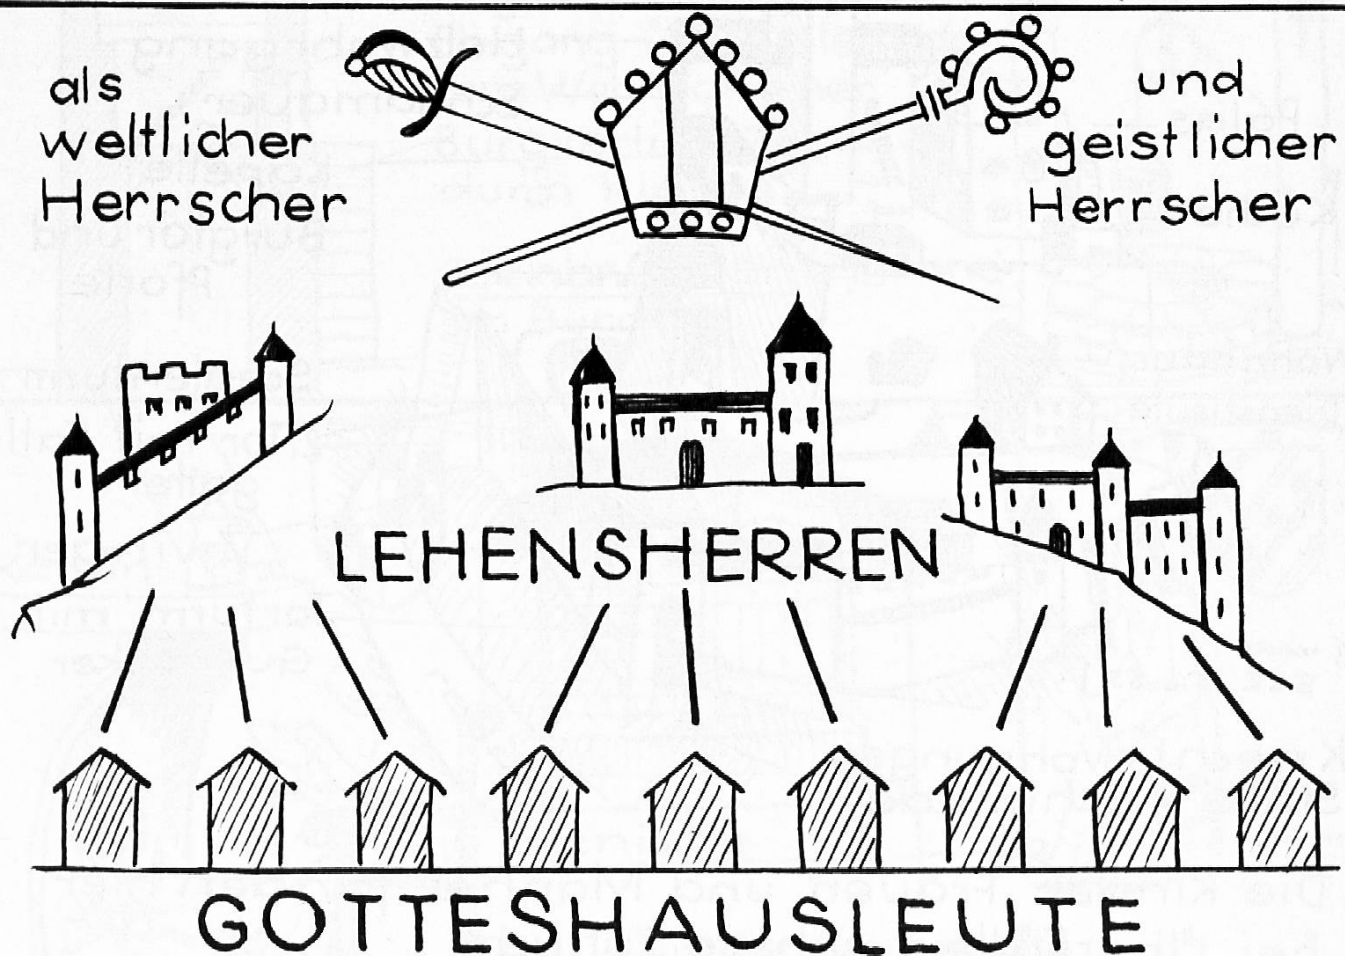 als
weltlicher
Herrscher
und
geistlicher
Herrscher
LEHENSHERREN
GOTTESHAUSLEUTE